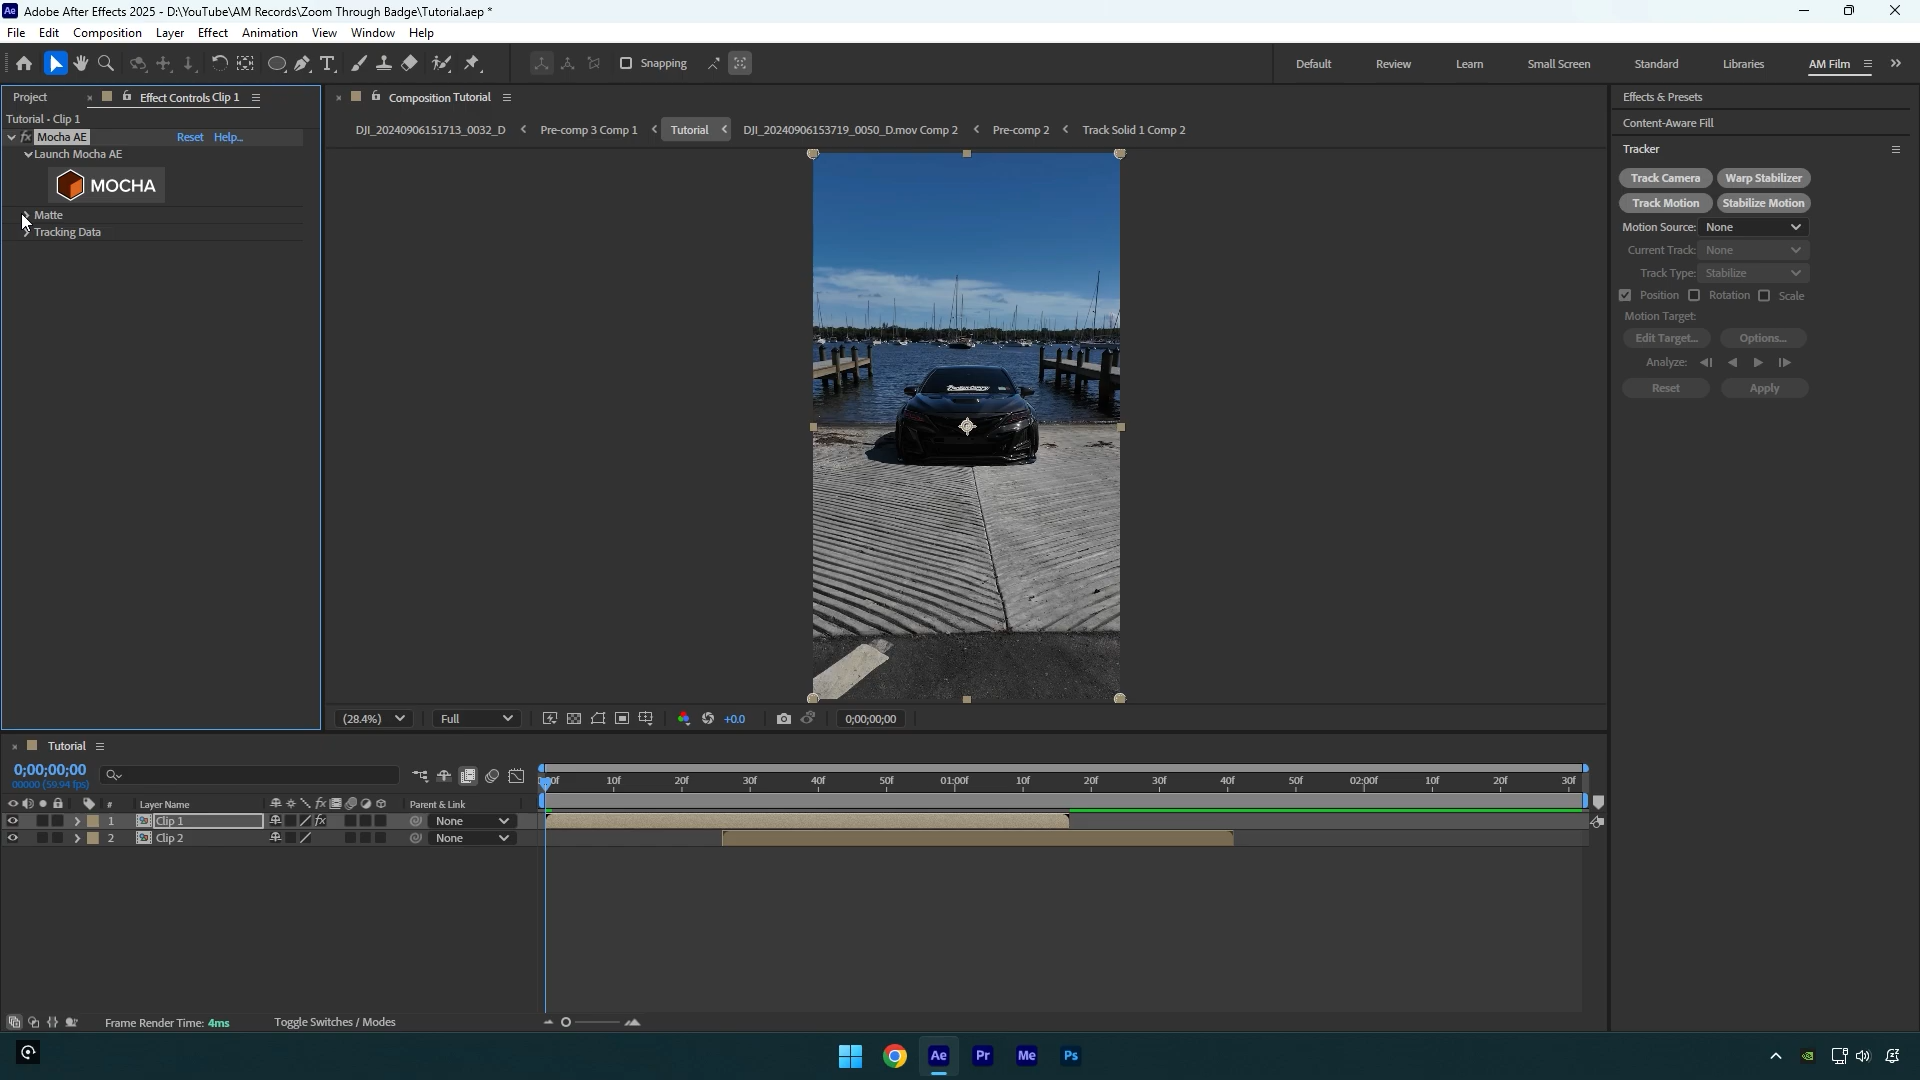 Adobe After Effects 2025 - D:\YouTube\AM Records\Zoom Through Badge\Tutorial.aep *
File Edit Composition Layer Effect Animation View Window Help
Snapping
Default Review Learn Small Screen Standard Libraries AM Film
Project
Effect Controls Clip 1
Tutorial • Clip 1
fx Mocha AE Reset Help...
Launch Mocha AE
MOCHA
Matte
Tracking Data
Composition Tutorial
DJI_20240906151713_0032_D Pre-comp 3 Comp 1 Tutorial DJI_20240906153719_0050_D.mov Comp 2 Pre-comp 2 Track Solid 1 Comp 2
(28.4%) Full +0.0 0;00;00;00
Effects & Presets
Content-Aware Fill
Tracker
Track Camera Warp Stabilizer
Track Motion Stabilize Motion
Motion Source: None
Current Track: None
Track Type: Stabilize
Position Rotation Scale
Motion Target:
Edit Target... Options...
Analyze:
Reset Apply
Tutorial
0;00;00;00
00000 (59.94 fps)
10f 20f 30f 40f 50f 01:00f 10f 20f 30f 40f 50f 02:00f 10f 20f 30f
# Layer Name fx Parent & Link
1 Clip 1 fx None
2 Clip 2 None
Frame Render Time: 4ms Toggle Switches / Modes
Ae Pr Me Ps